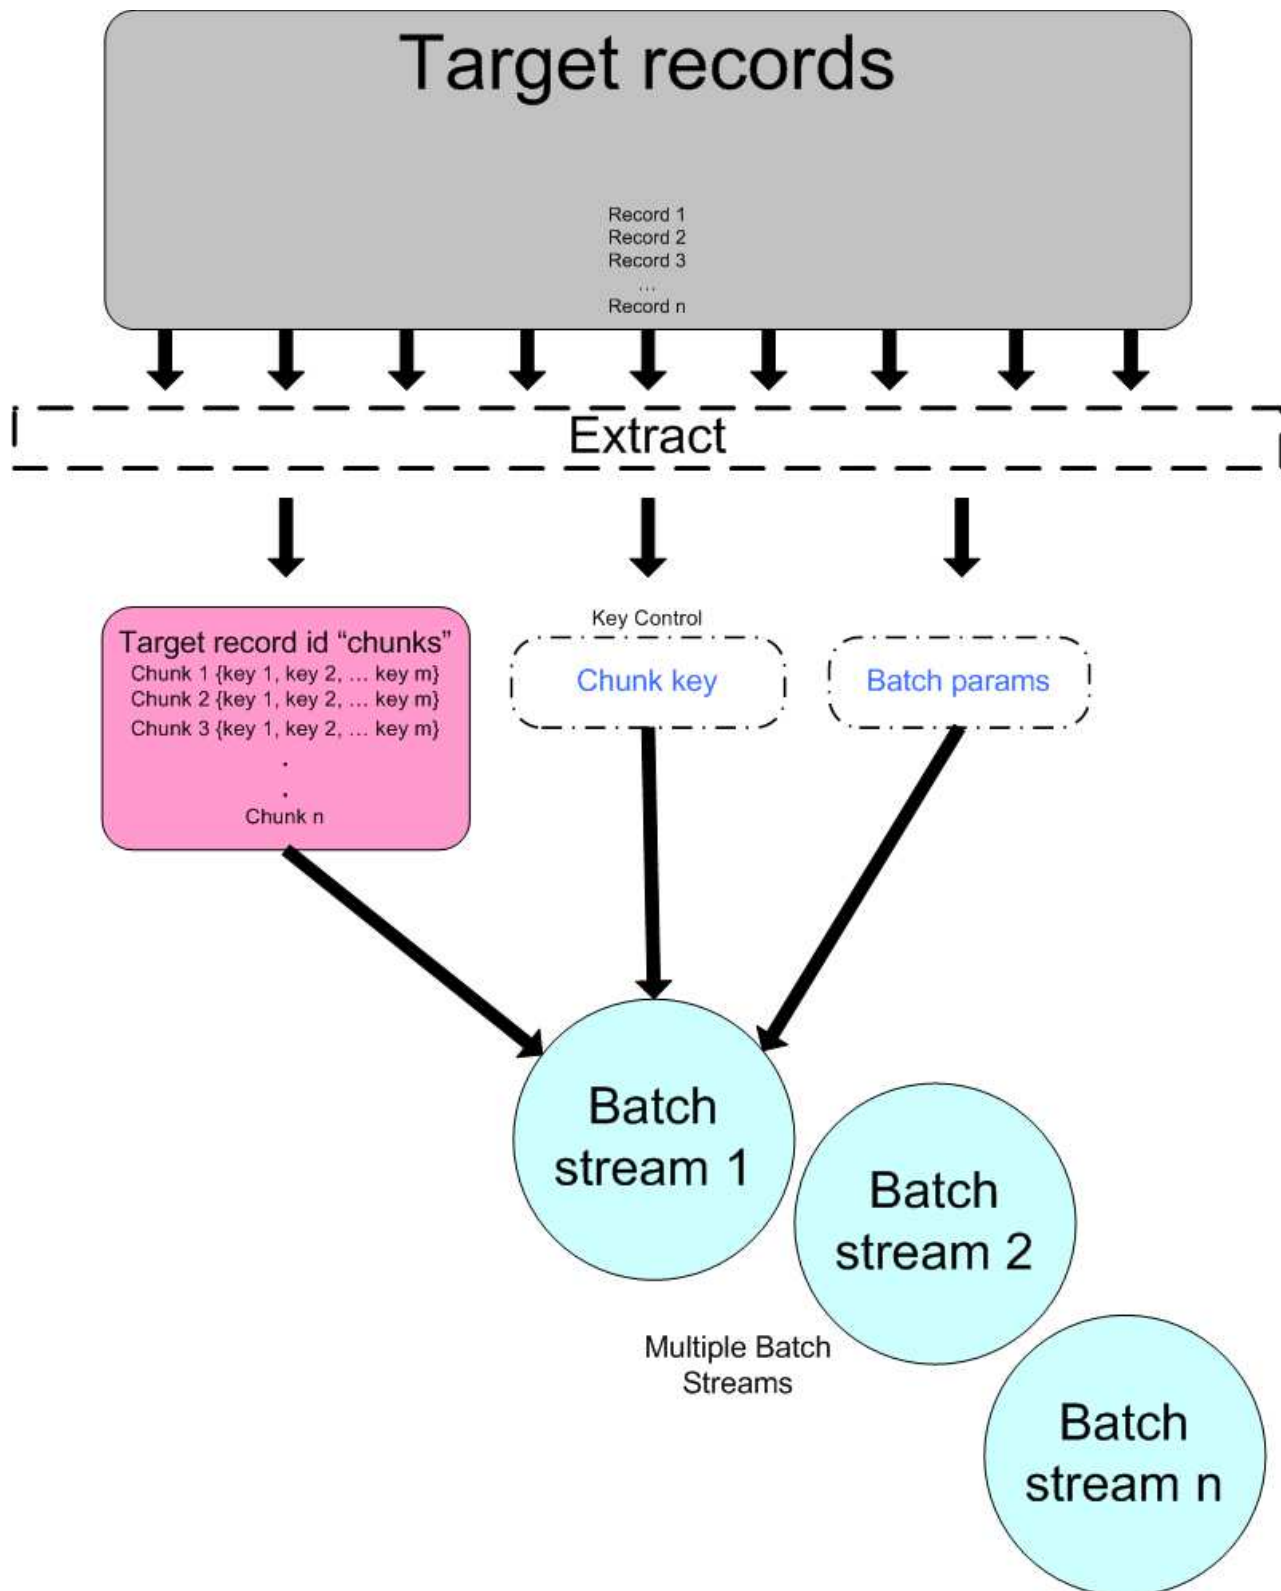 Target records
Record 1
Record 2
Record 3
...
Record n
Extract
Target record id “chunks”
Chunk 1 {key 1, key 2, ... key m}
Chunk 2 {key 1, key 2, ... key m}
Chunk 3 {key 1, key 2, ... key m}
.
.
Chunk n
Key Control
Chunk key
Batch params
Batch
stream 1
Batch
stream 2
Multiple Batch
Streams
Batch
stream n